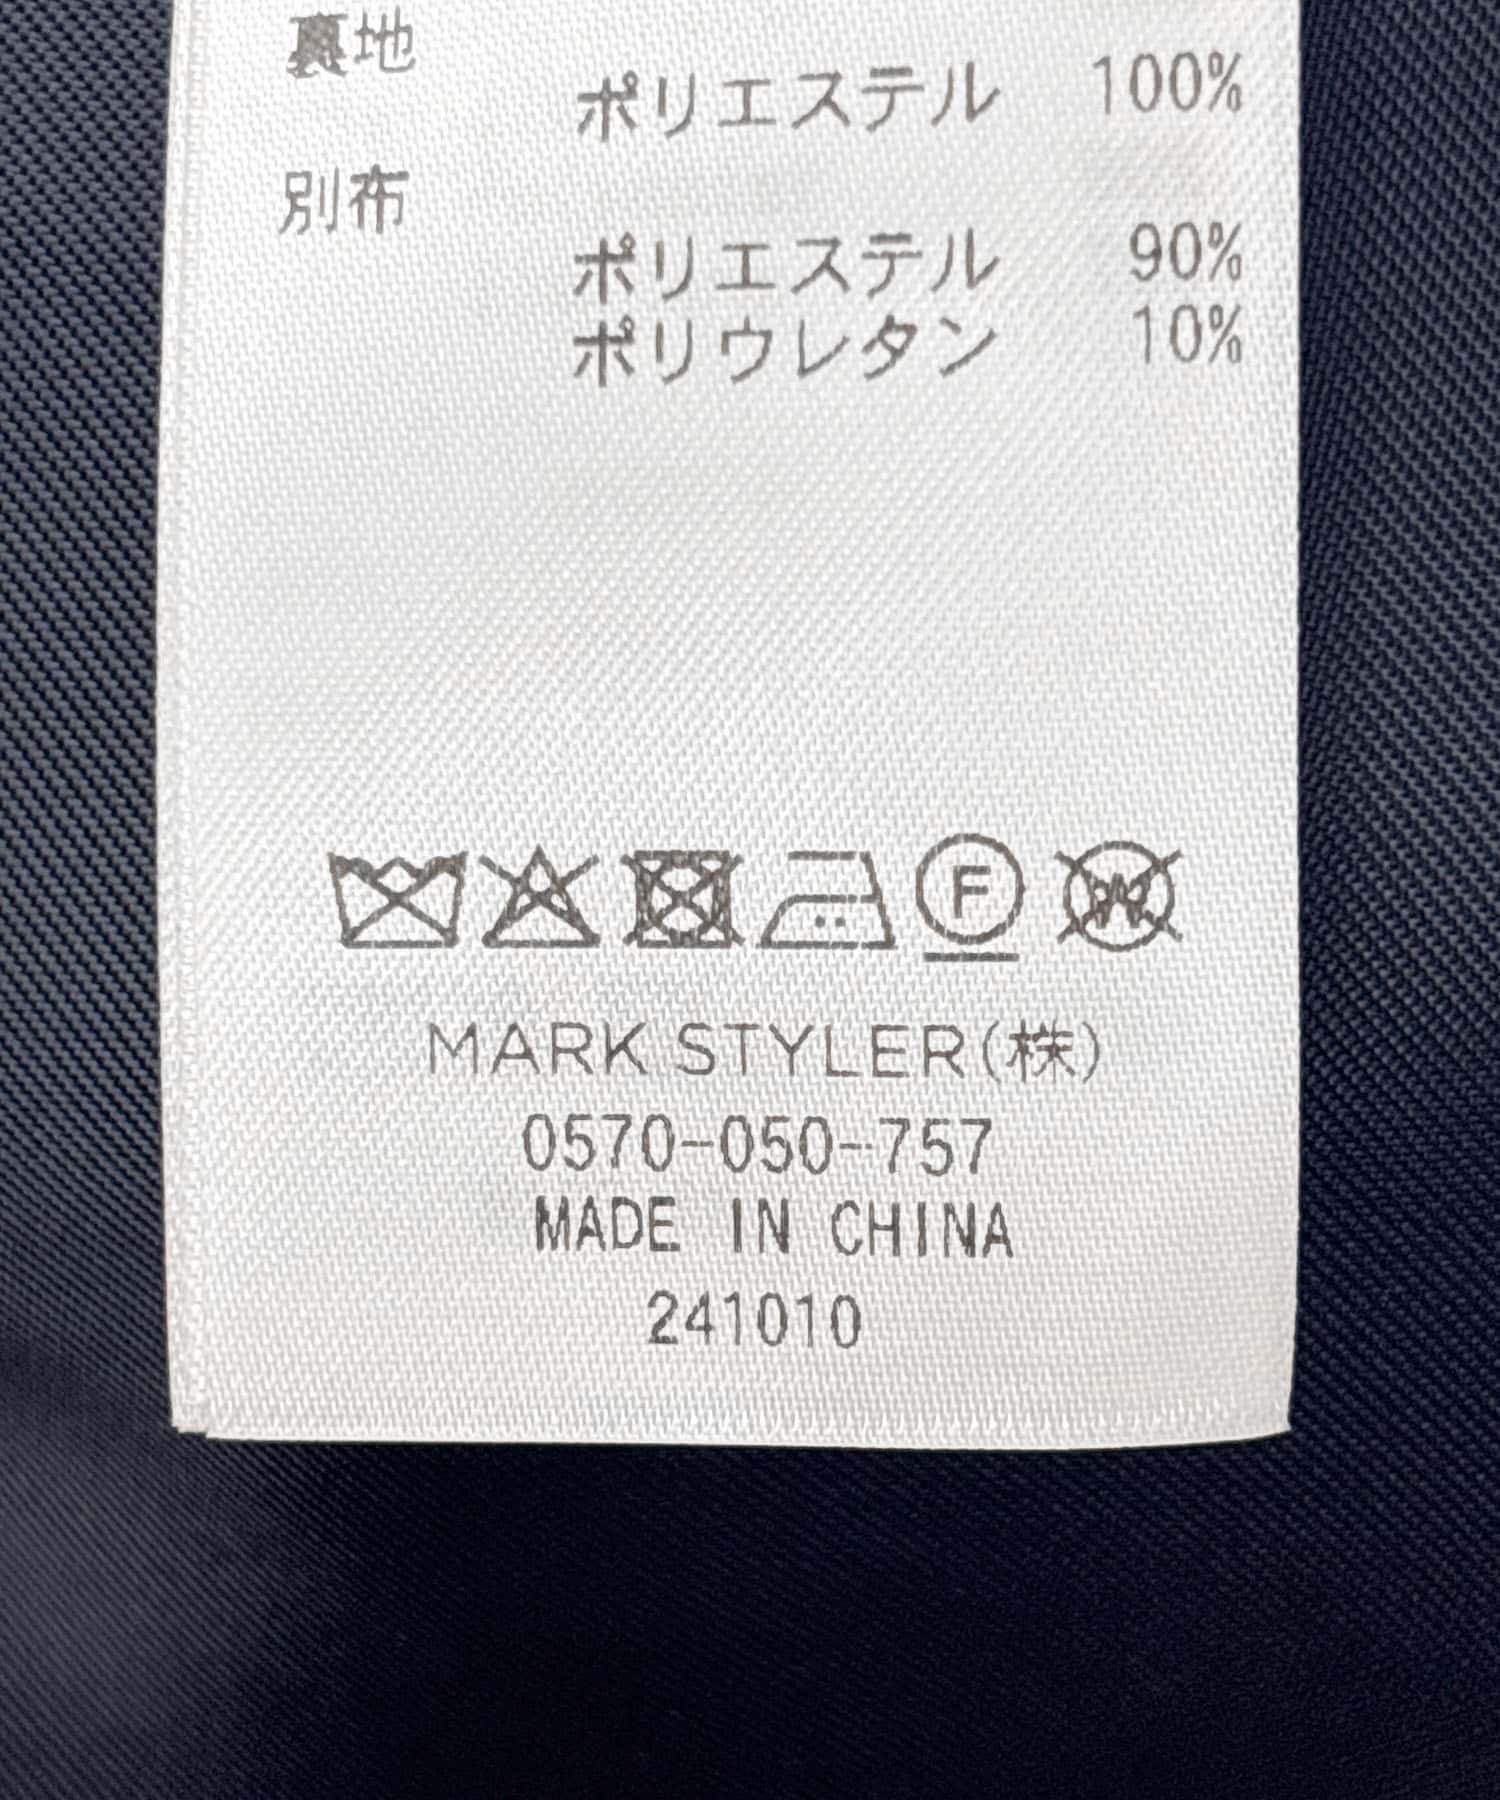 裏地
ポリエステル 100%
別布
ポリエステル 90%
ポリウレタン 10%
F W
MARK STYLER(株)
0570-050-757
MADE IN CHINA
241010